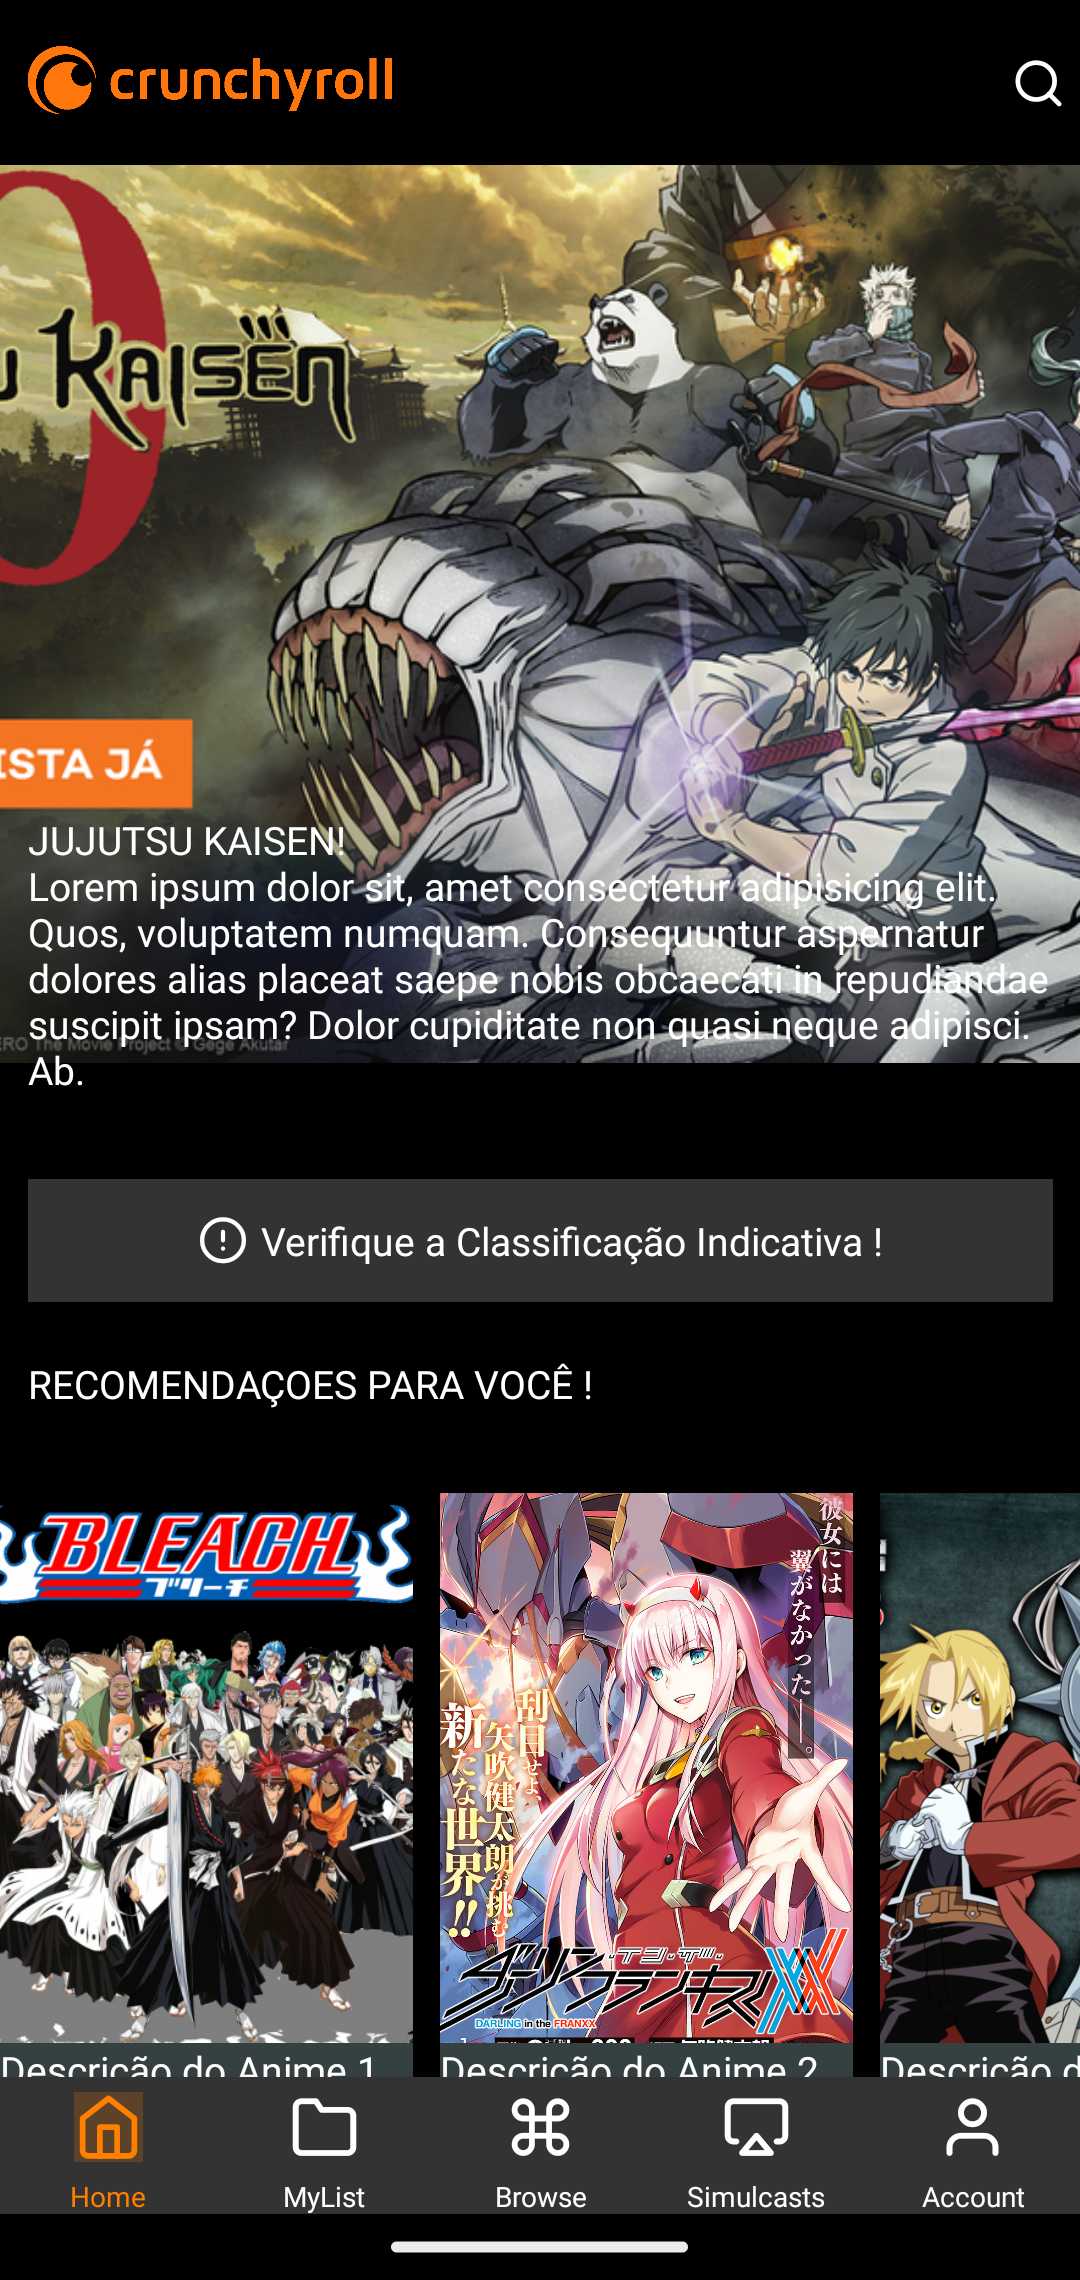 crunchyroll
0
U KAISEN
ISTA JÁ
JUJUTSU KAISEN!
Lorem ipsum dolor sit, amet consectetur adipisicing elit.
Quos, voluptatem numquam. Consequuntur aspernatur
dolores alias placeat saepe nobis obcaecati in repudiandae
suscipit ipsam? Dolor cupiditate non quasi neque adipisci.
ERO The Movie Project © Gege Akutami
Ab.
Verifique a Classificação Indicativa !
RECOMENDAÇOES PARA VOCÊ !
BLEACH
ブリーチ
彼女には
翼がなかった——。
刮目せよ、
矢吹健太朗が挑む
新たな世界!!
ダーリン・イン・ザ・
フランキス
XX
DARLING in the FRANXX
Descrição do Anime 1
Descrição do Anime 2
Descrição d
Home
MyList
Browse
Simulcasts
Account